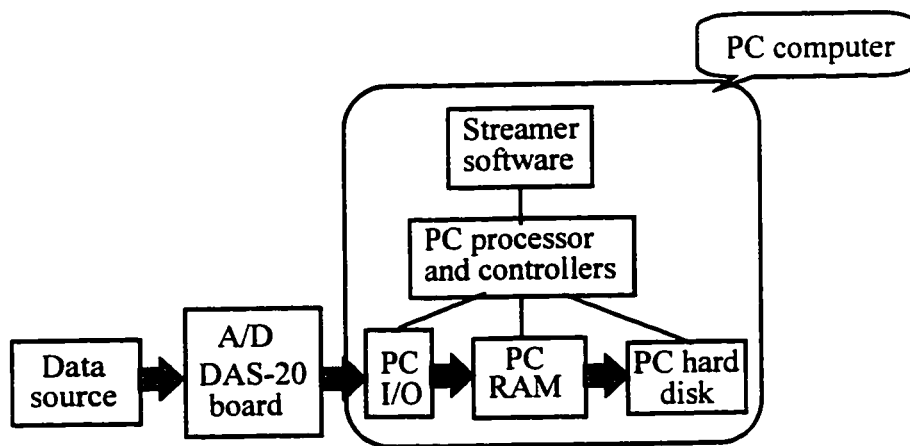 PC computer
Streamer
software
PC processor
and controllers
Data
source
A/D
DAS-20
board
PC
I/O
PC
RAM
PC hard
disk